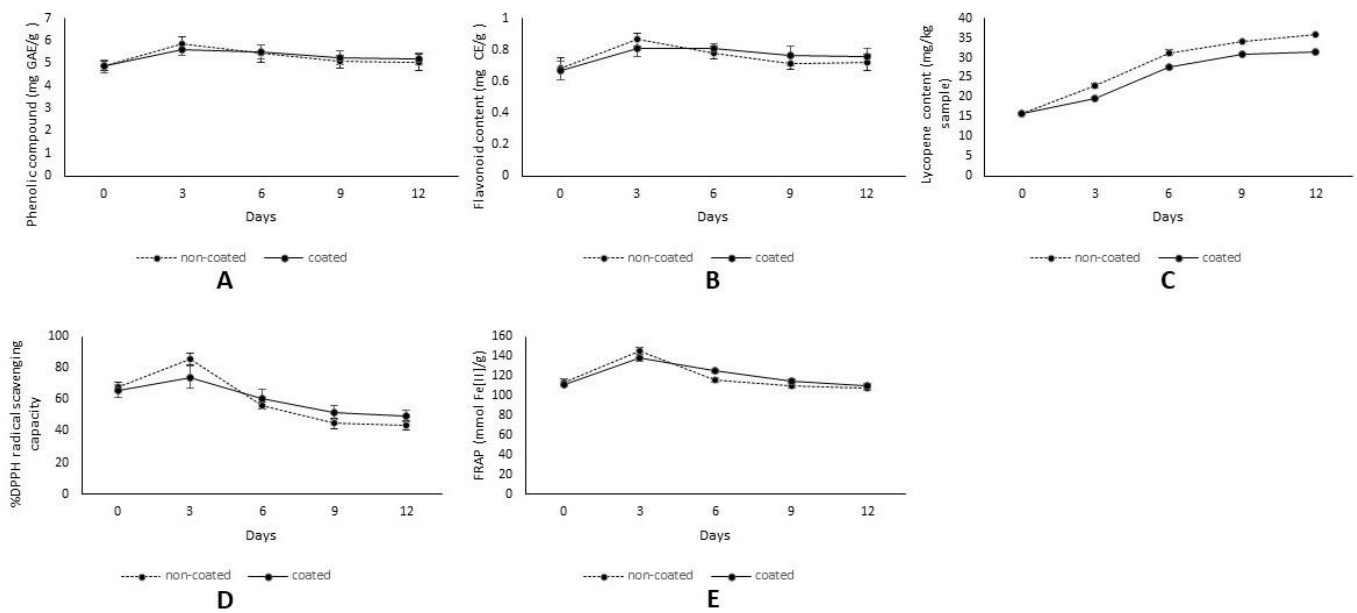 Phenolic compound (mg GAE/g )
7
6
5
4
3
2
1
0
0 3 6 9 12
Days
non-coated coated
A
Flavonoid content (mg CE/g )
1
0.8
0.6
0.4
0.2
0
0 3 6 9 12
Days
non-coated coated
B
Lycopene content (mg/kg
sample)
40
35
30
25
20
15
10
5
0
0 3 6 9 12
Days
non-coated coated
C
%DPPH radical scavenging
capacity
100
80
60
40
20
0
0 3 6 9 12
Days
non-coated coated
D
FRAP (mmol Fe[II]/g)
160
140
120
100
80
60
40
20
0
0 3 6 9 12
Days
non-coated coated
E